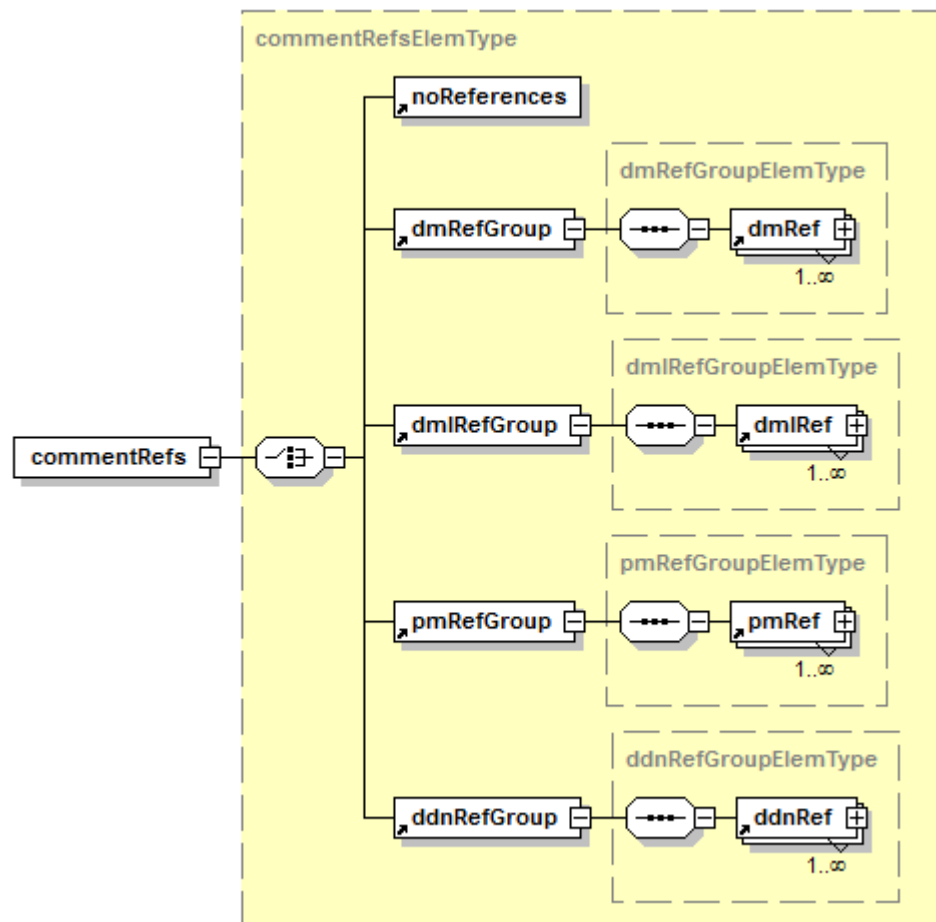 commentRefsElemType
noReferences
dmRefGroupElemType
dmRefGroup
dmRef
1..∞
dmlRefGroupElemType
dmlRefGroup
dmlRef
1..∞
commentRefs
pmRefGroupElemType
pmRefGroup
pmRef
1..∞
ddnRefGroupElemType
ddnRefGroup
ddnRef
1..∞